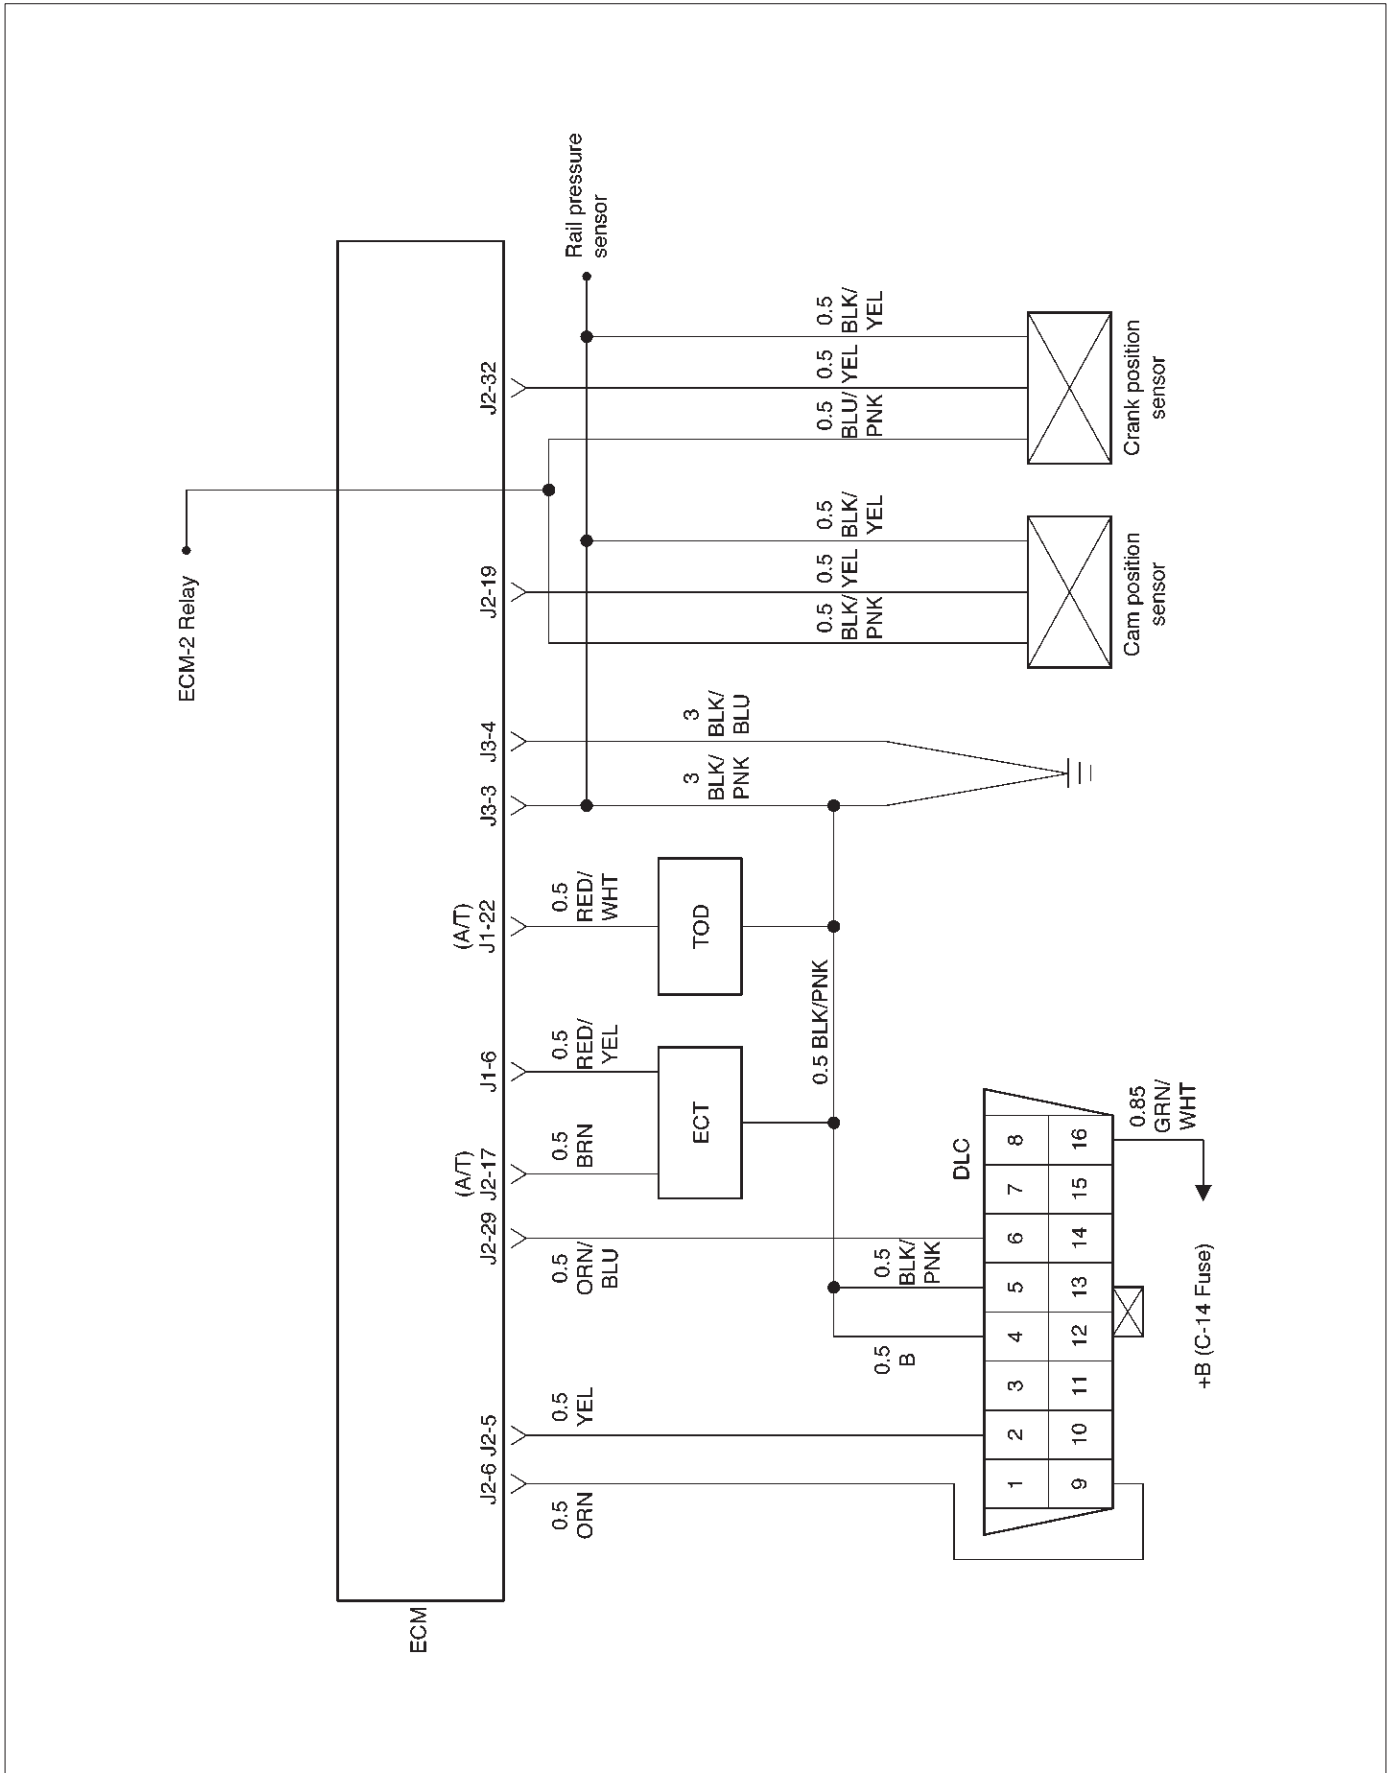 ECM-2 Relay
ECM
Rail pressure
sensor
J2-6
J2-5
J2-29
(A/T)
J2-17
J1-6
(A/T)
J1-22
J3-3
J3-4
J2-19
J2-32
0.5
ORN
0.5
YEL
0.5
ORN/
BLU
0.5
BRN
0.5
RED/
YEL
0.5
RED/
WHT
3
BLK/
PNK
3
BLK/
BLU
ECT
TOD
0.5 BLK/PNK
0.5
BLK/
PNK
0.5
YEL
0.5
BLK/
YEL
0.5
BLU/
PNK
0.5
YEL
0.5
BLK/
YEL
0.5
B
0.5
BLK/
PNK
DLC
1
2
3
4
5
6
7
8
9
10
11
12
13
14
15
16
0.85
GRN/
WHT
+B (C-14 Fuse)
Cam position
sensor
Crank position
sensor